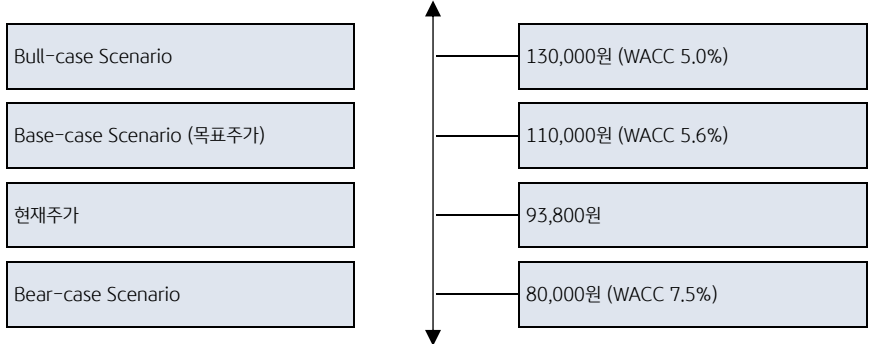 Bull-case Scenario
130,000원 (WACC 5.0%)
Base-case Scenario (목표주가)
110,000원 (WACC 5.6%)
현재주가
93,800원
Bear-case Scenario
80,000원 (WACC 7.5%)